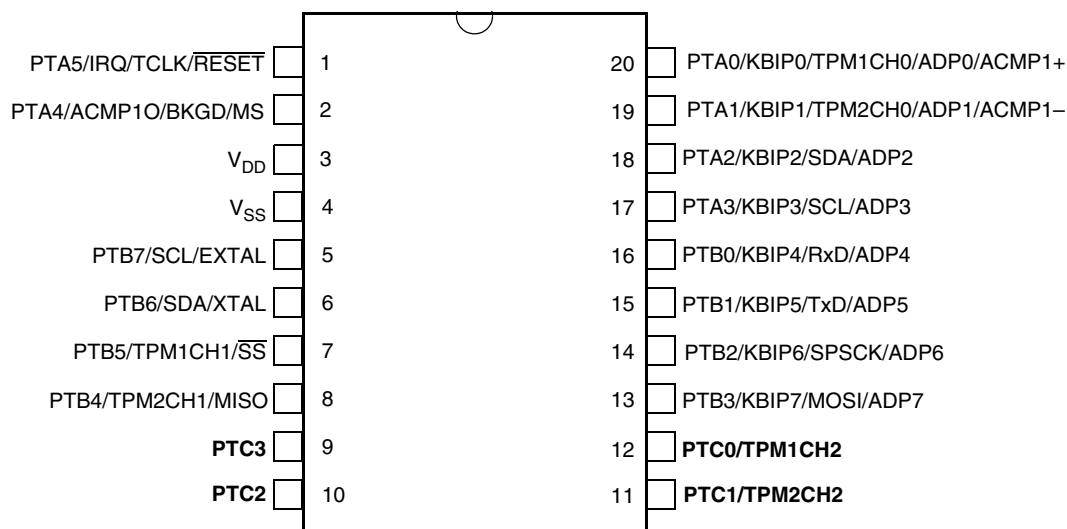 PTA5/IRQ/TCLK/RESET 1 20 PTA0/KBIP0/TPM1CH0/ADP0/ACMP1+
PTA4/ACMP1O/BKGD/MS 2 19 PTA1/KBIP1/TPM2CH0/ADP1/ACMP1–
VDD 3 18 PTA2/KBIP2/SDA/ADP2
VSS 4 17 PTA3/KBIP3/SCL/ADP3
PTB7/SCL/EXTAL 5 16 PTB0/KBIP4/RxD/ADP4
PTB6/SDA/XTAL 6 15 PTB1/KBIP5/TxD/ADP5
PTB5/TPM1CH1/SS 7 14 PTB2/KBIP6/SPSCK/ADP6
PTB4/TPM2CH1/MISO 8 13 PTB3/KBIP7/MOSI/ADP7
PTC3 9 12 PTC0/TPM1CH2
PTC2 10 11 PTC1/TPM2CH2